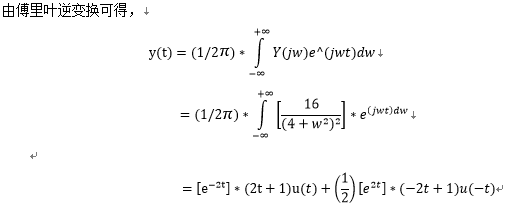 由傅里叶逆变换可得，↓
y(t) = (1/2π) * ∫_{-∞}^{+∞} Y(jw)e^(jwt)dw↓
= (1/2π) * ∫_{-∞}^{+∞} [16/(4 + w²)²] * e^{(jwt)dw}↓
↵
= [e^{-2t}] * (2t + 1)u(t) + (1/2)[e^{2t}] * (-2t + 1)u(-t)↵